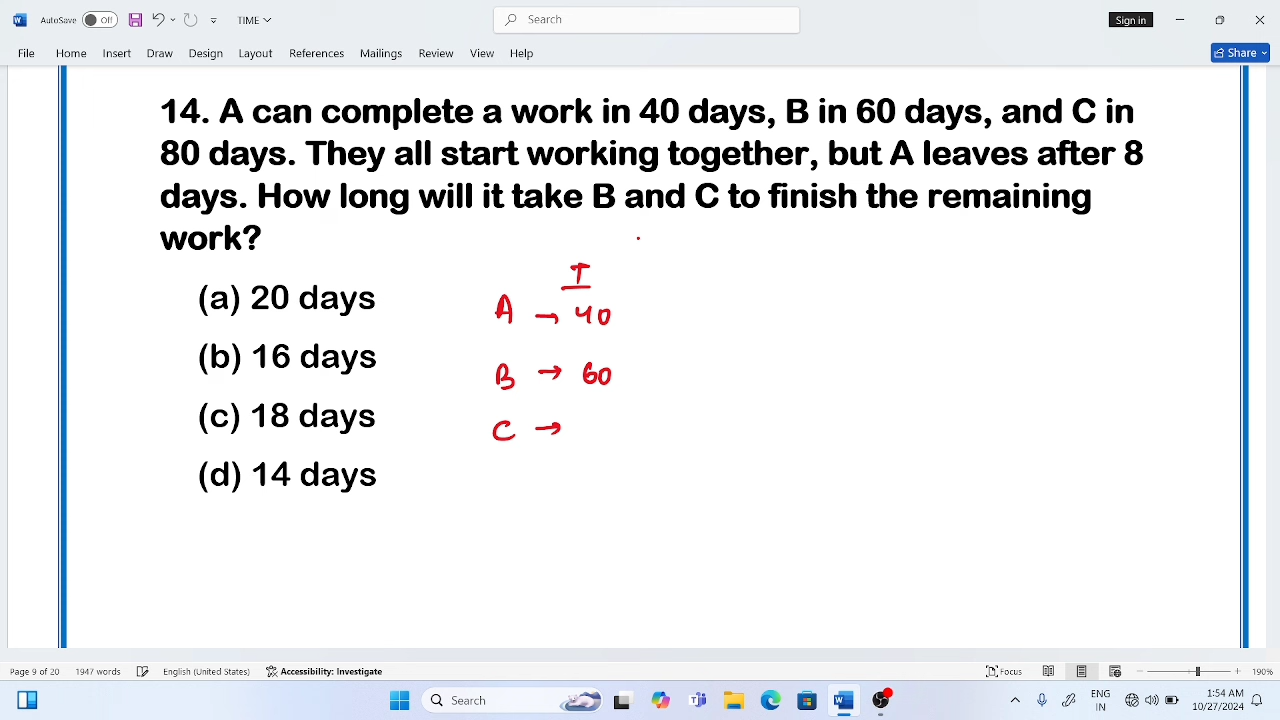 AutoSave Off TIME Search Sign in
File Home Insert Draw Design Layout References Mailings Review View Help Share
14. A can complete a work in 40 days, B in 60 days, and C in
80 days. They all start working together, but A leaves after 8
days. How long will it take B and C to finish the remaining
work?
T
(a) 20 days
A → 40
(b) 16 days
B → 60
(c) 18 days
C →
(d) 14 days
Page 9 of 20 1947 words English (United States) Accessibility: Investigate Focus 190%
Search ENG IN 1:54 AM 10/27/2024